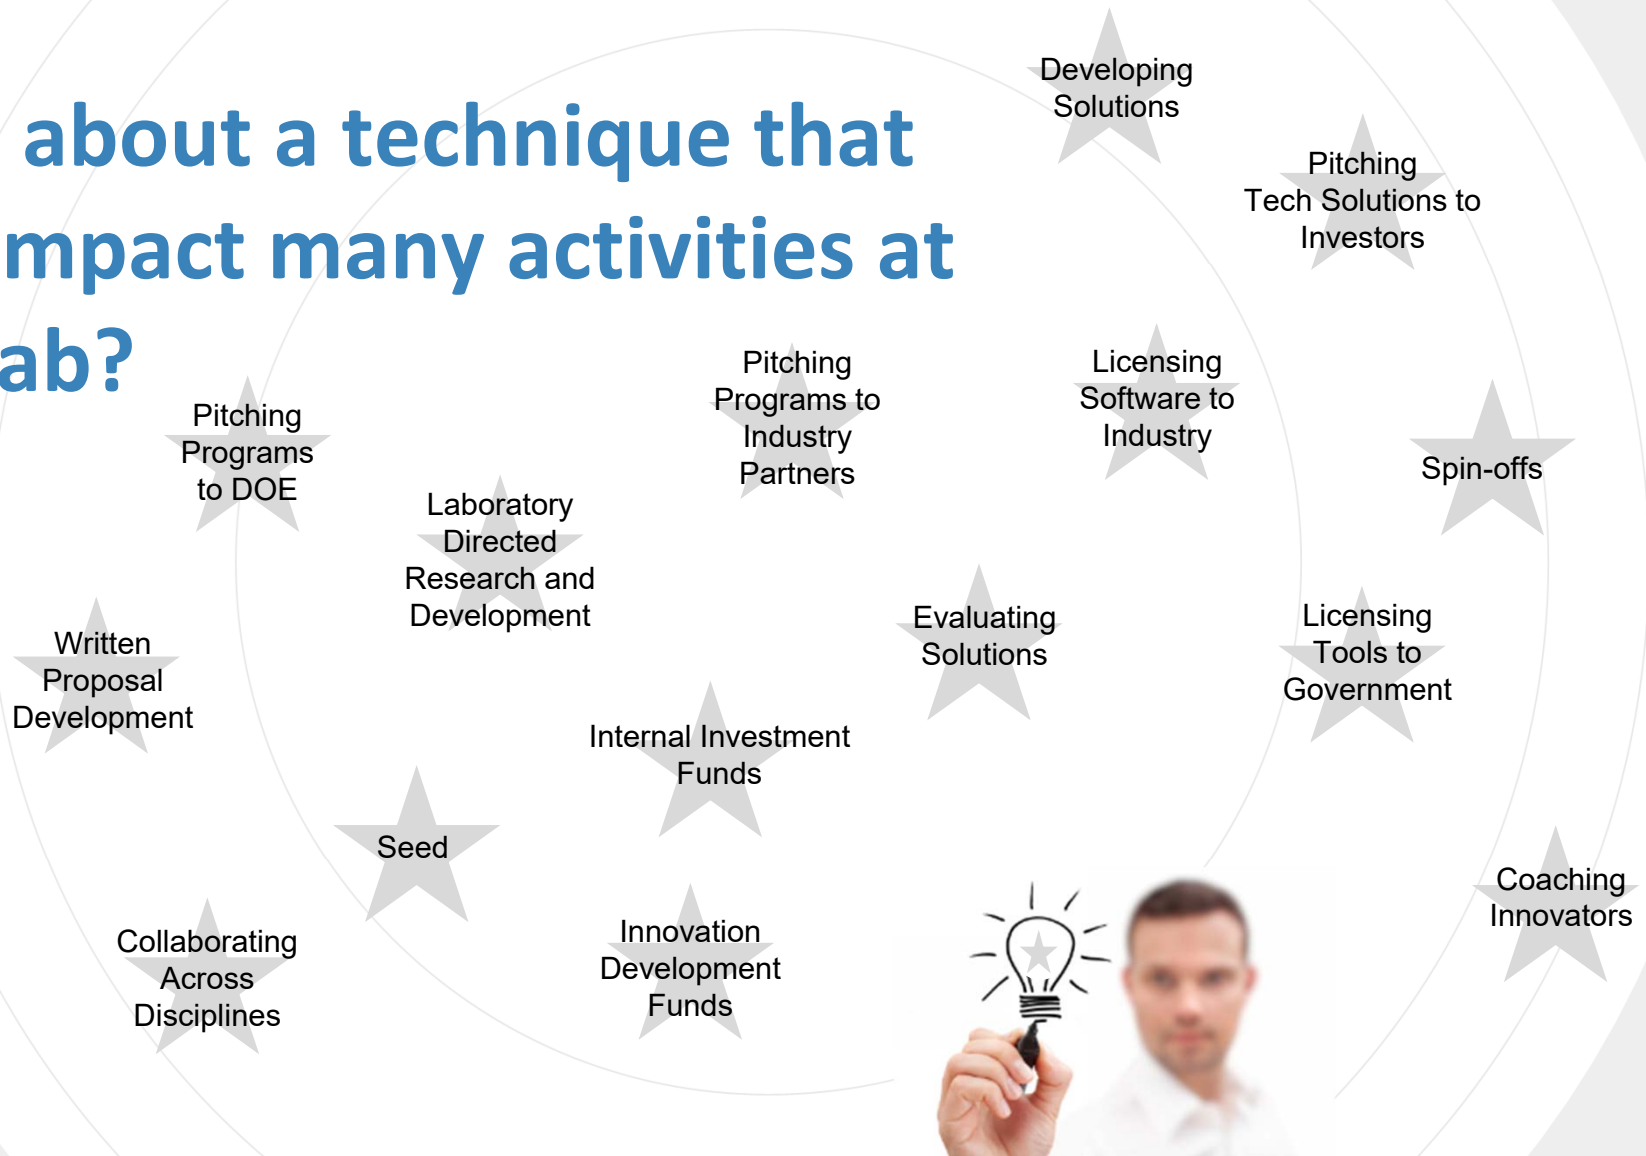 about a technique that
mpact many activities at
ab?
Developing
Solutions
Pitching
Tech Solutions to
Investors
Pitching
Programs
to DOE
Laboratory
Directed
Research and
Development
Pitching
Programs to
Industry
Partners
Licensing
Software to
Industry
Spin-offs
Written
Proposal
Development
Evaluating
Solutions
Licensing
Tools to
Government
Internal Investment
Funds
Seed
Coaching
Innovators
Collaborating
Across
Disciplines
Innovation
Development
Funds